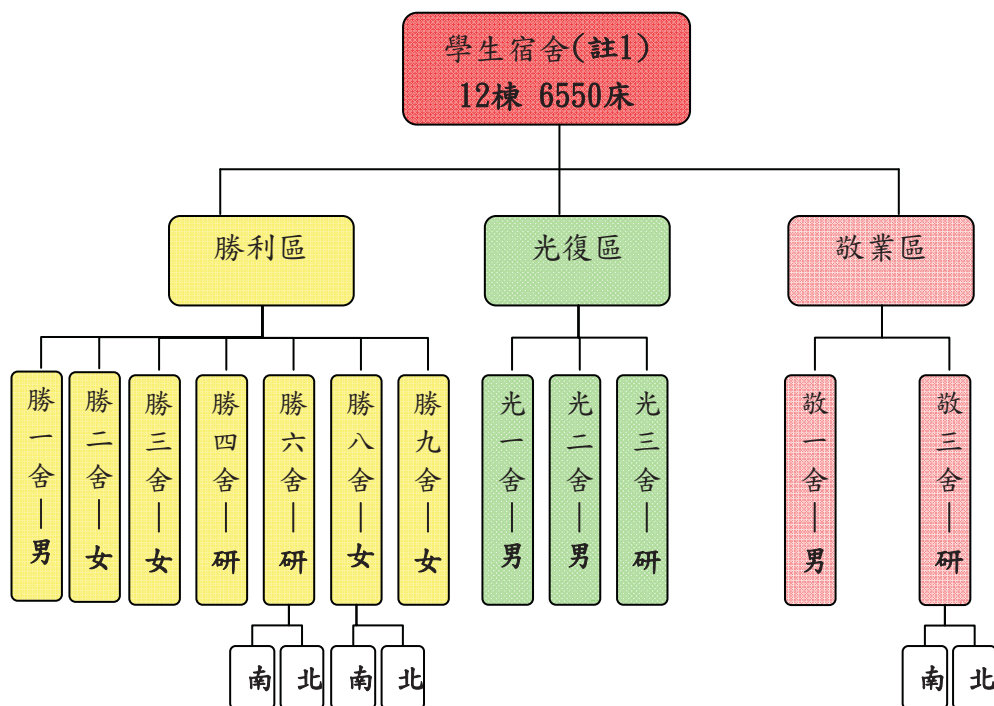 學生宿舍(註1)
12棟 6550床
勝利區
光復區
敬業區
勝一舍—男
勝二舍—女
勝三舍—女
勝四舍—研
勝六舍—研
勝八舍—女
勝九舍—女
光一舍—男
光二舍—男
光三舍—研
敬一舍—男
敬三舍—研
南
北
南
北
南
北